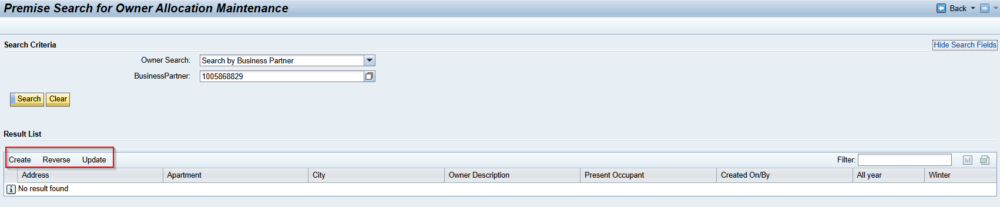 Premise Search for Owner Allocation Maintenance
Back
Search Criteria
Hide Search Fields
Owner Search: Search by Business Partner
BusinessPartner: 1005868829
Search Clear
Result List
Create Reverse Update Filter:
Address Apartment City Owner Description Present Occupant Created On/By All year Winter
No result found